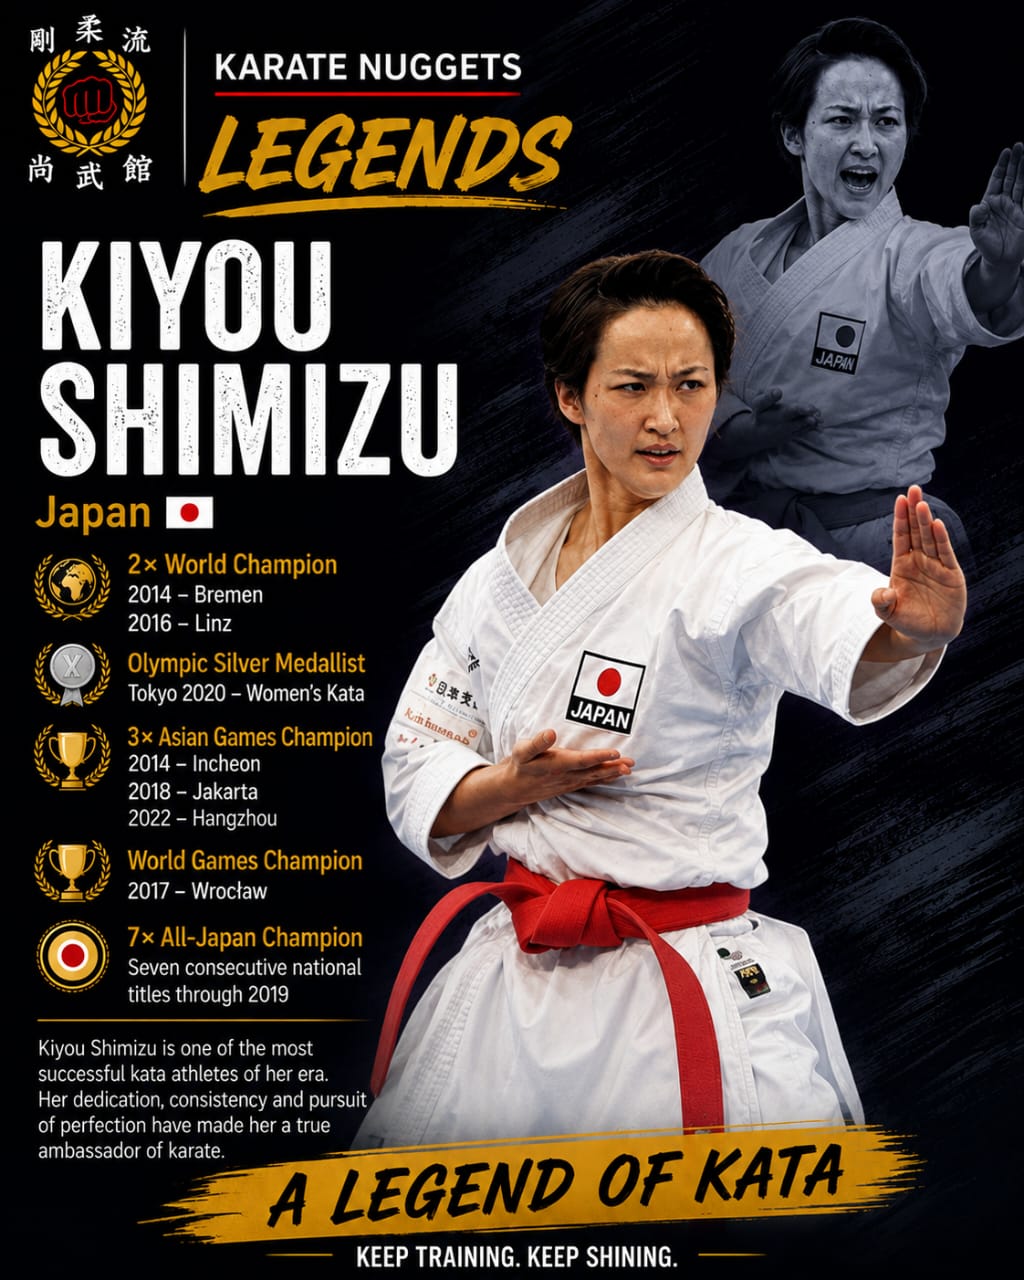 剛柔流
尚武館
KARATE NUGGETS
LEGENDS
KIYOU
SHIMIZU
Japan
2× World Champion
2014 – Bremen
2016 – Linz
X
Olympic Silver Medallist
Tokyo 2020 – Women's Kata
3× Asian Games Champion
2014 – Incheon
2018 – Jakarta
2022 – Hangzhou
World Games Champion
2017 – Wrocław
7× All-Japan Champion
Seven consecutive national
titles through 2019
Kiyou Shimizu is one of the most
successful kata athletes of her era.
Her dedication, consistency and pursuit
of perfection have made her a true
ambassador of karate.
JAPAN
JAPAN
A LEGEND OF KATA
KEEP TRAINING. KEEP SHINING.